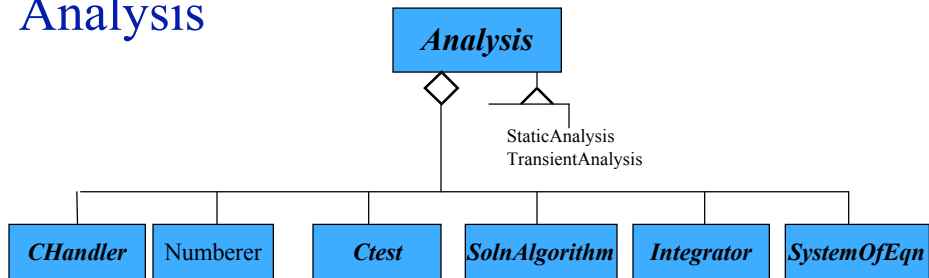 Analysis
Analysis
StaticAnalysis
TransientAnalysis
CHandler Numberer Ctest SolnAlgorithm Integrator SystemOfEqn